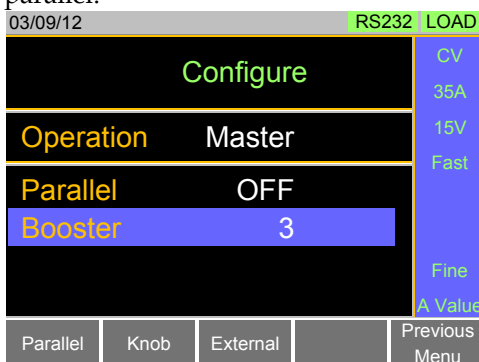 parallel.
03/09/12 RS232 LOAD
Configure
CV
35A
15V
Fast
Operation Master
Parallel OFF
Booster 3
Fine
A Value
Parallel Knob External Previous Menu